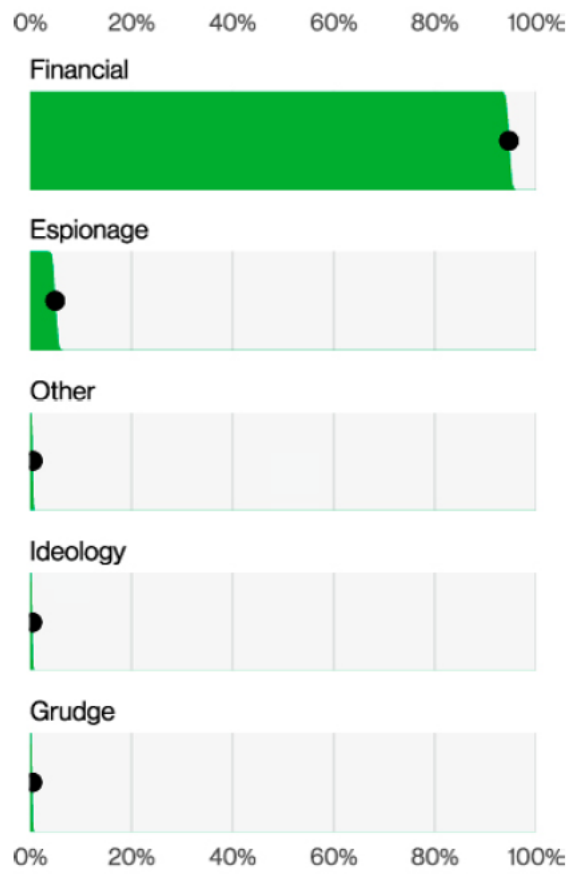 0% 20% 40% 60% 80% 100%
Financial
Espionage
Other
Ideology
Grudge
0% 20% 40% 60% 80% 100%